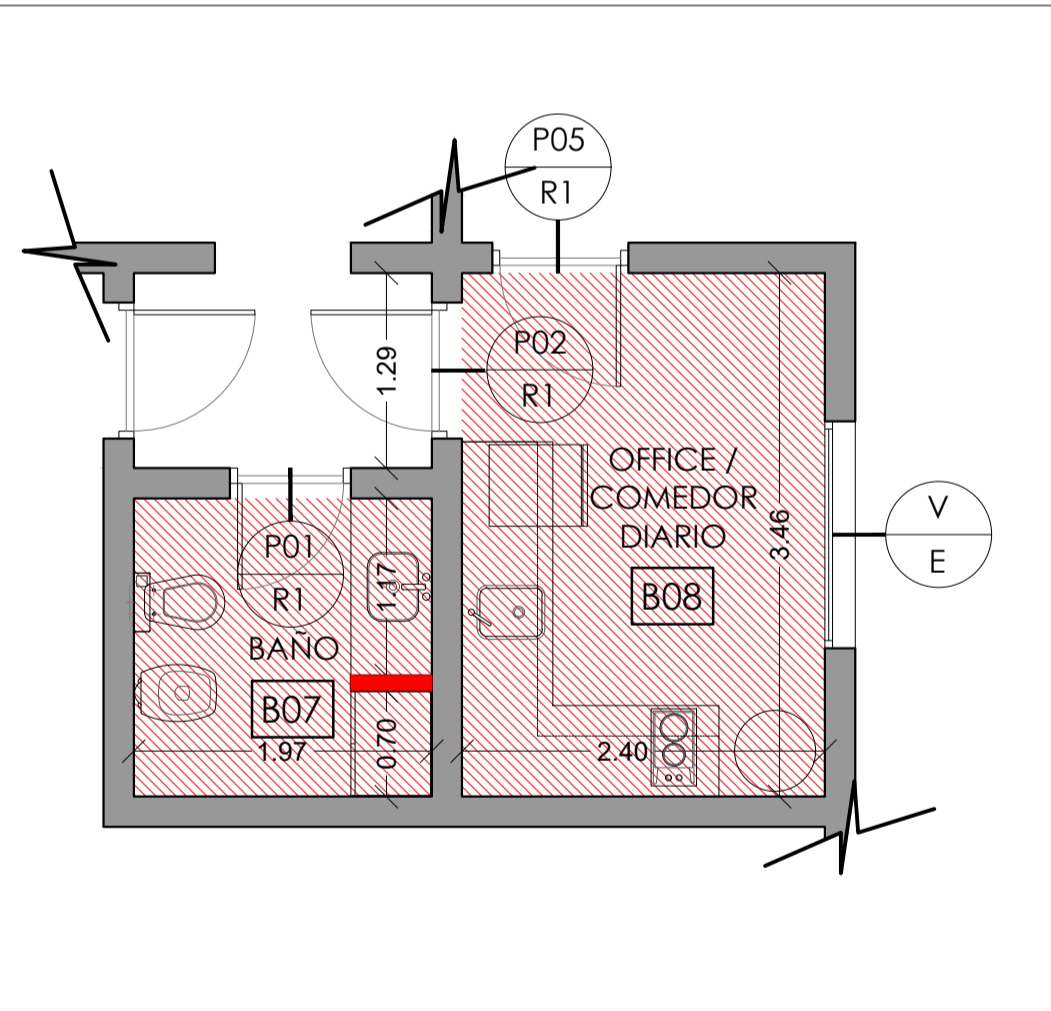 P05
R1
P02
R1
1.29
OFFICE /
COMEDOR
DIARIO
B08
3.46
V
E
P01
R1
1.17
BAÑO
B07
1.97
0.70
2.40